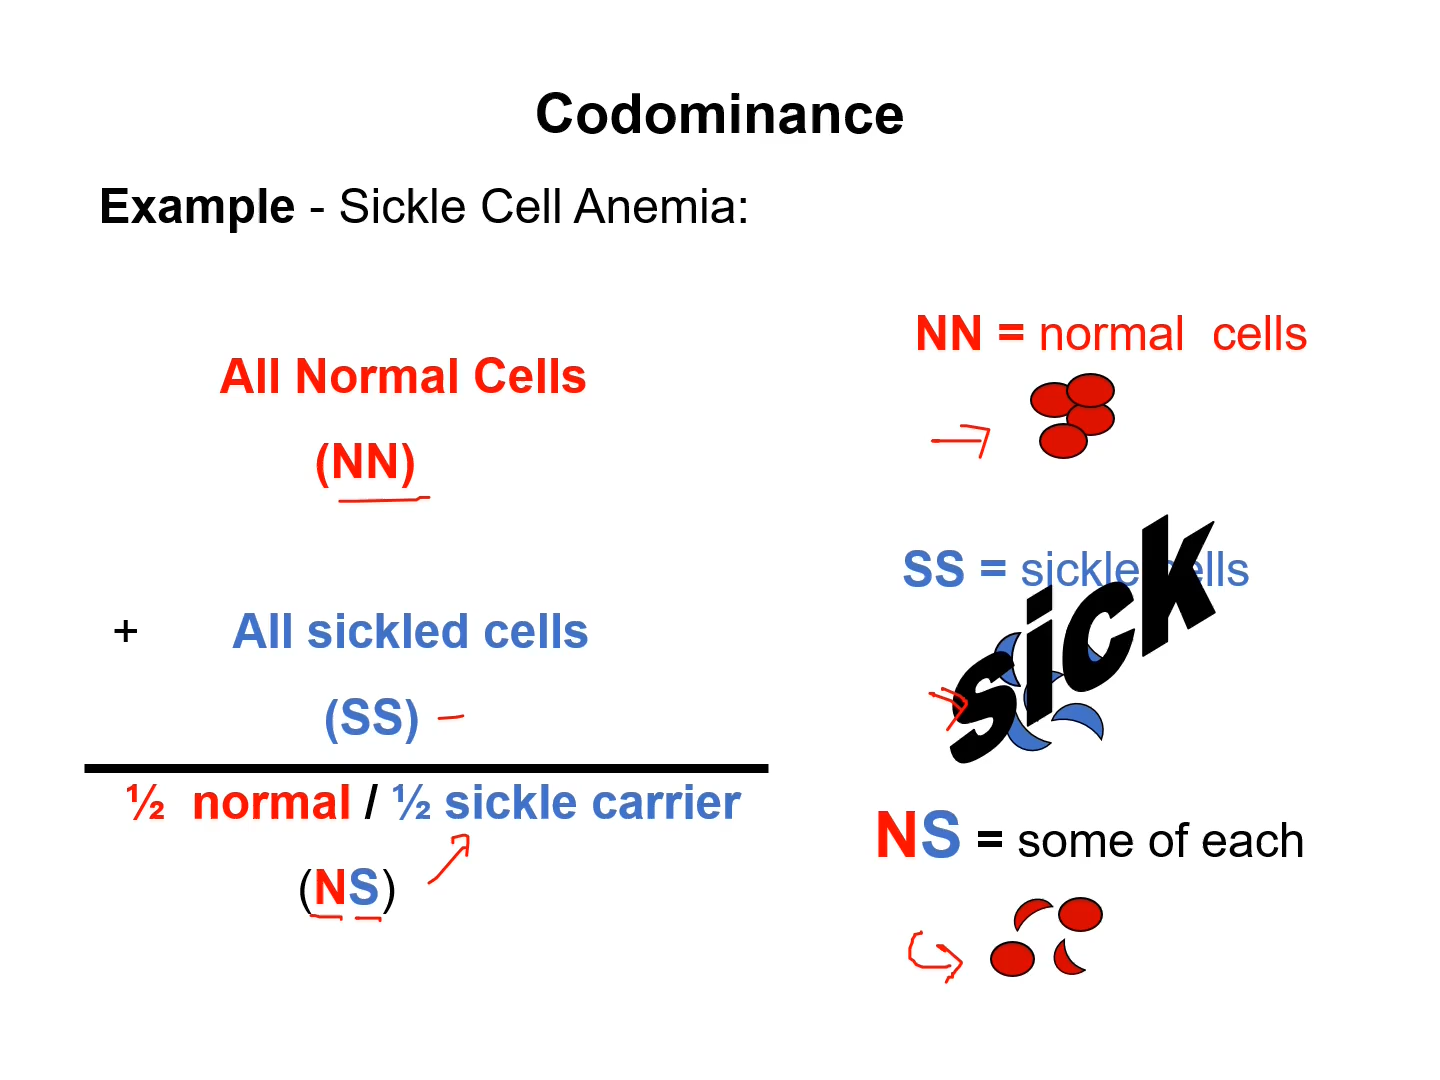 Codominance
Example - Sickle Cell Anemia:
All Normal Cells
(NN)
+ All sickled cells
(SS)
½ normal / ½ sickle carrier
(NS)
NN = normal cells
SS = sickle cells
sick
NS = some of each